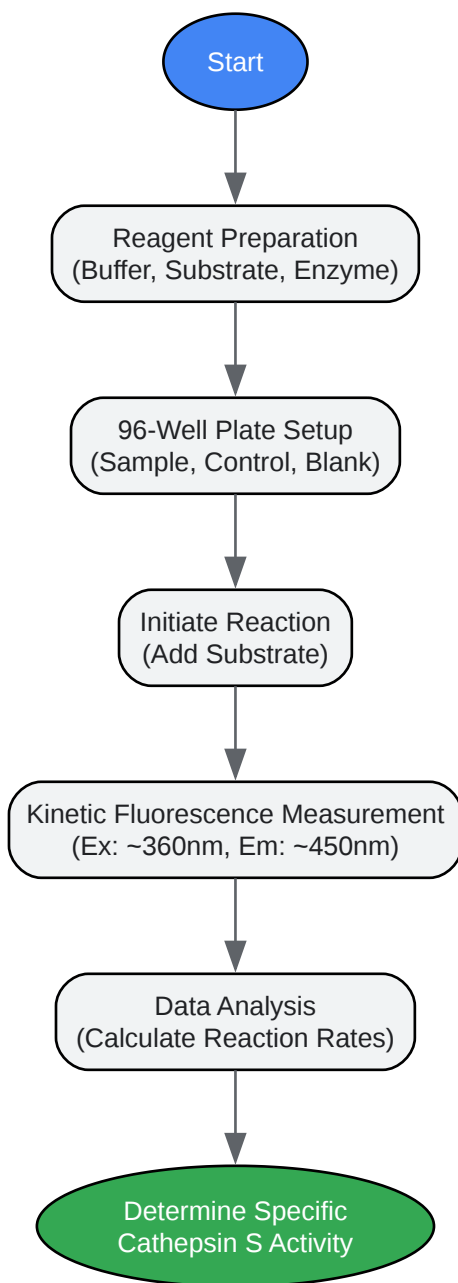 Start
Reagent Preparation
(Buffer, Substrate, Enzyme)
96-Well Plate Setup
(Sample, Control, Blank)
Initiate Reaction
(Add Substrate)
Kinetic Fluorescence Measurement
(Ex: ~360nm, Em: ~450nm)
Data Analysis
(Calculate Reaction Rates)
Determine Specific
Cathepsin S Activity